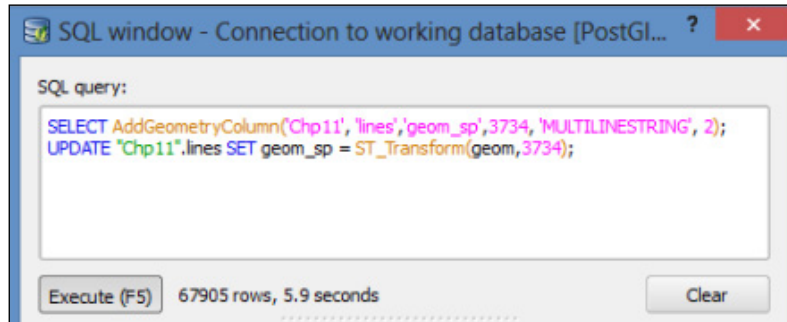 SQL window - Connection to working database [PostGI... ?
SQL query:
SELECT AddGeometryColumn('Chp11', 'lines','geom_sp',3734, 'MULTILINESTRING', 2);
UPDATE "Chp11".lines SET geom_sp = ST_Transform(geom,3734);
Execute (F5) 67905 rows, 5.9 seconds Clear